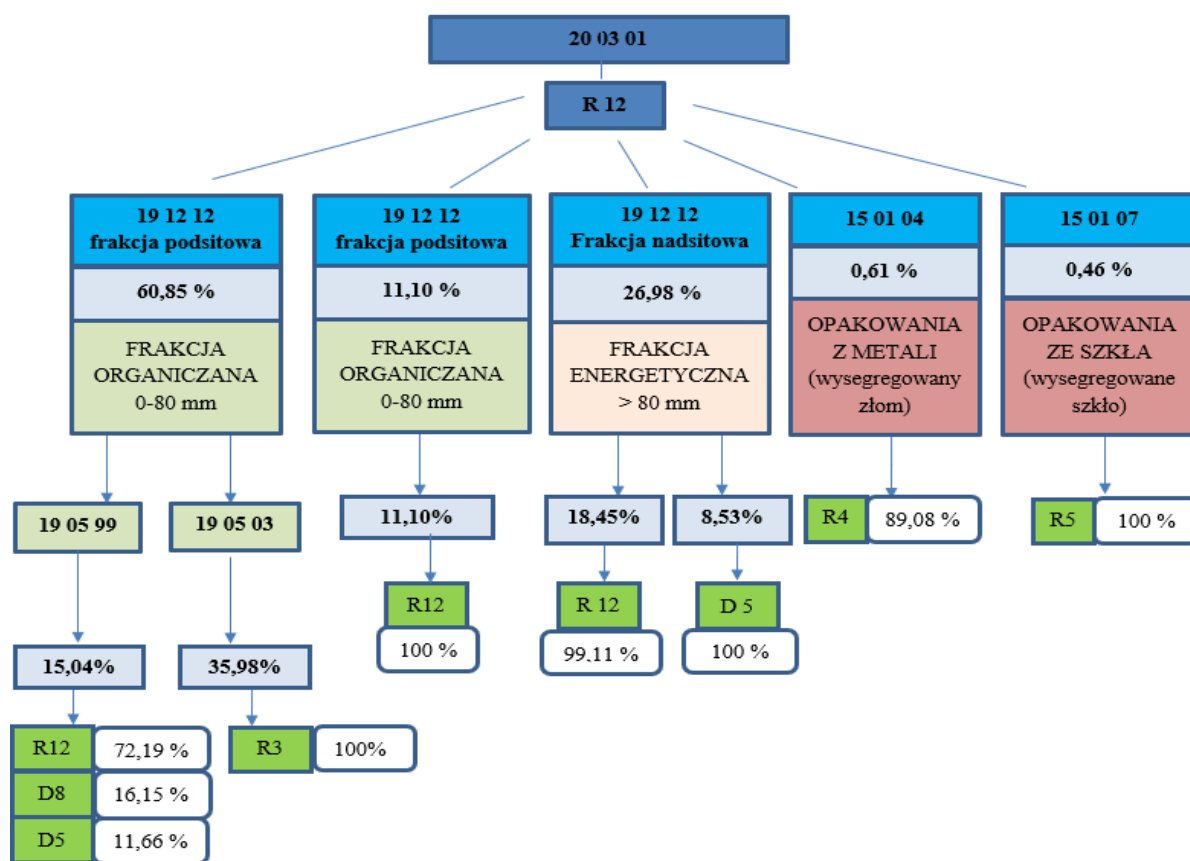 20 03 01
R 12
19 12 12
frakcja podsitowa
60,85 %
FRAKCJA
ORGANICZANA
0-80 mm
19 12 12
frakcja podsitowa
11,10 %
FRAKCJA
ORGANICZANA
0-80 mm
19 12 12
Frakcja nadsitowa
26,98 %
FRAKCJA
ENERGETYCZNA
> 80 mm
15 01 04
0,61 %
OPAKOWANIA
Z METALI
(wysegregowany
złom)
15 01 07
0,46 %
OPAKOWANIA
ZE SZKŁA
(wysegregowane
szkło)
19 05 99
19 05 03
11,10%
18,45%
8,53%
R4 89,08 %
R5 100 %
R12
100 %
R 12
99,11 %
D 5
100 %
15,04%
35,98%
R12 72,19 %
D8 16,15 %
D5 11,66 %
R3 100%